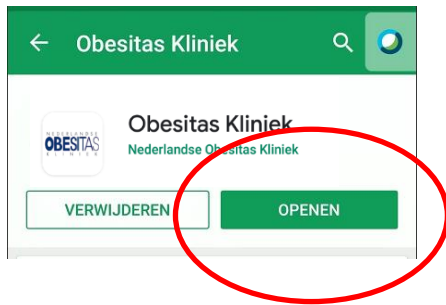 Obesitas Kliniek
NEDERLANDSE
OBESITAS
KLINIEK
Obesitas Kliniek
Nederlandse Obesitas Kliniek
VERWIJDEREN
OPENEN